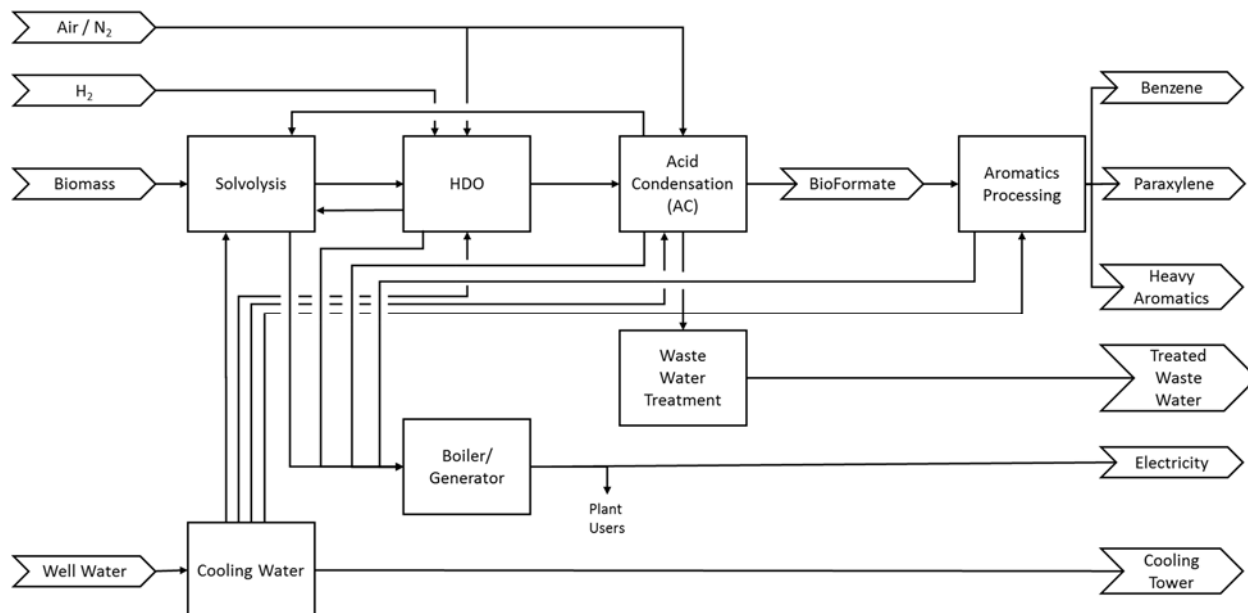 Air / N₂
H₂
Biomass
Solvolysis
HDO
Acid
Condensation
(AC)
BioFormate
Aromatics
Processing
Benzene
Paraxylene
Heavy
Aromatics
Waste
Water
Treatment
Treated
Waste
Water
Boiler/
Generator
Plant
Users
Electricity
Well Water
Cooling Water
Cooling
Tower